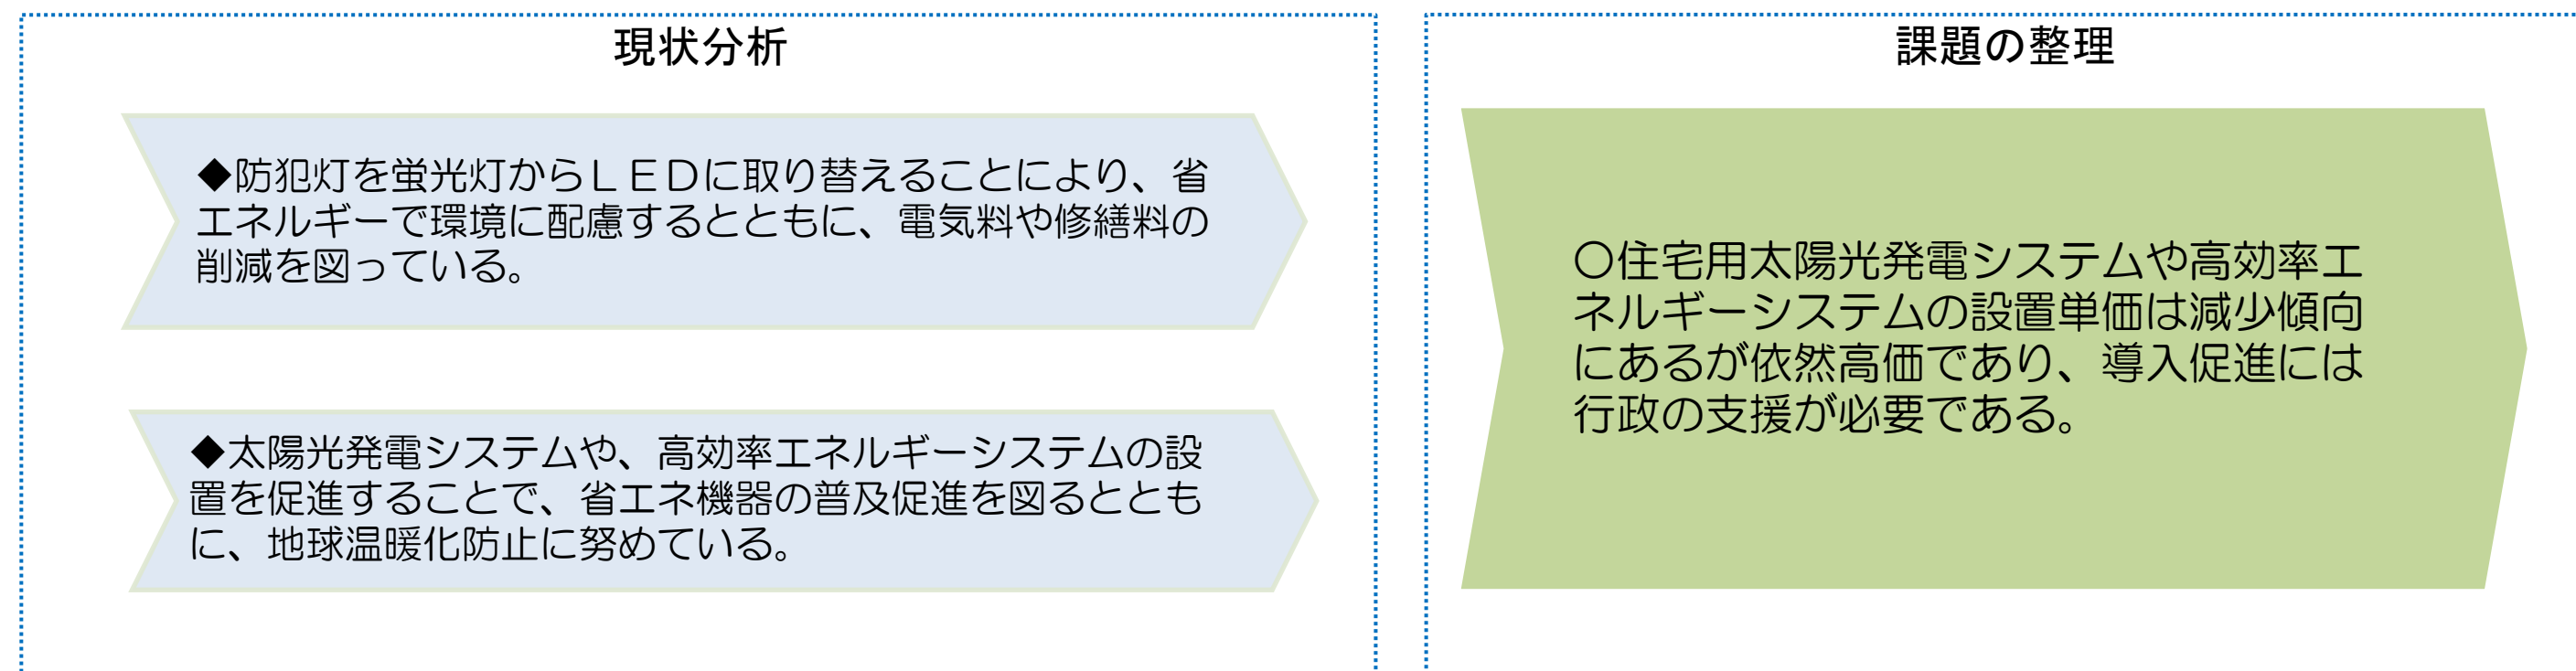 現状分析
◆防犯灯を蛍光灯からＬＥＤに取り替えることにより、省
エネルギーで環境に配慮するとともに、電気料や修繕料の
削減を図っている。
◆太陽光発電システムや、高効率エネルギーシステムの設
置を促進することで、省エネ機器の普及促進を図るととも
に、地球温暖化防止に努めている。
課題の整理
〇住宅用太陽光発電システムや高効率エ
ネルギーシステムの設置単価は減少傾向
にあるが依然高価であり、導入促進には
行政の支援が必要である。